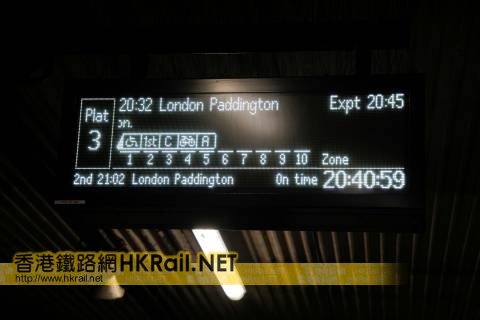 20:32 London Paddington Expt 20:45
Plat
3
on.
1st C A
1 2 3 4 5 6 7 8 9 10 Zone
2nd 21:02 London Paddington On time 20:40:59
香港鐵路網HKRail.NET
http://www.hkrail.net